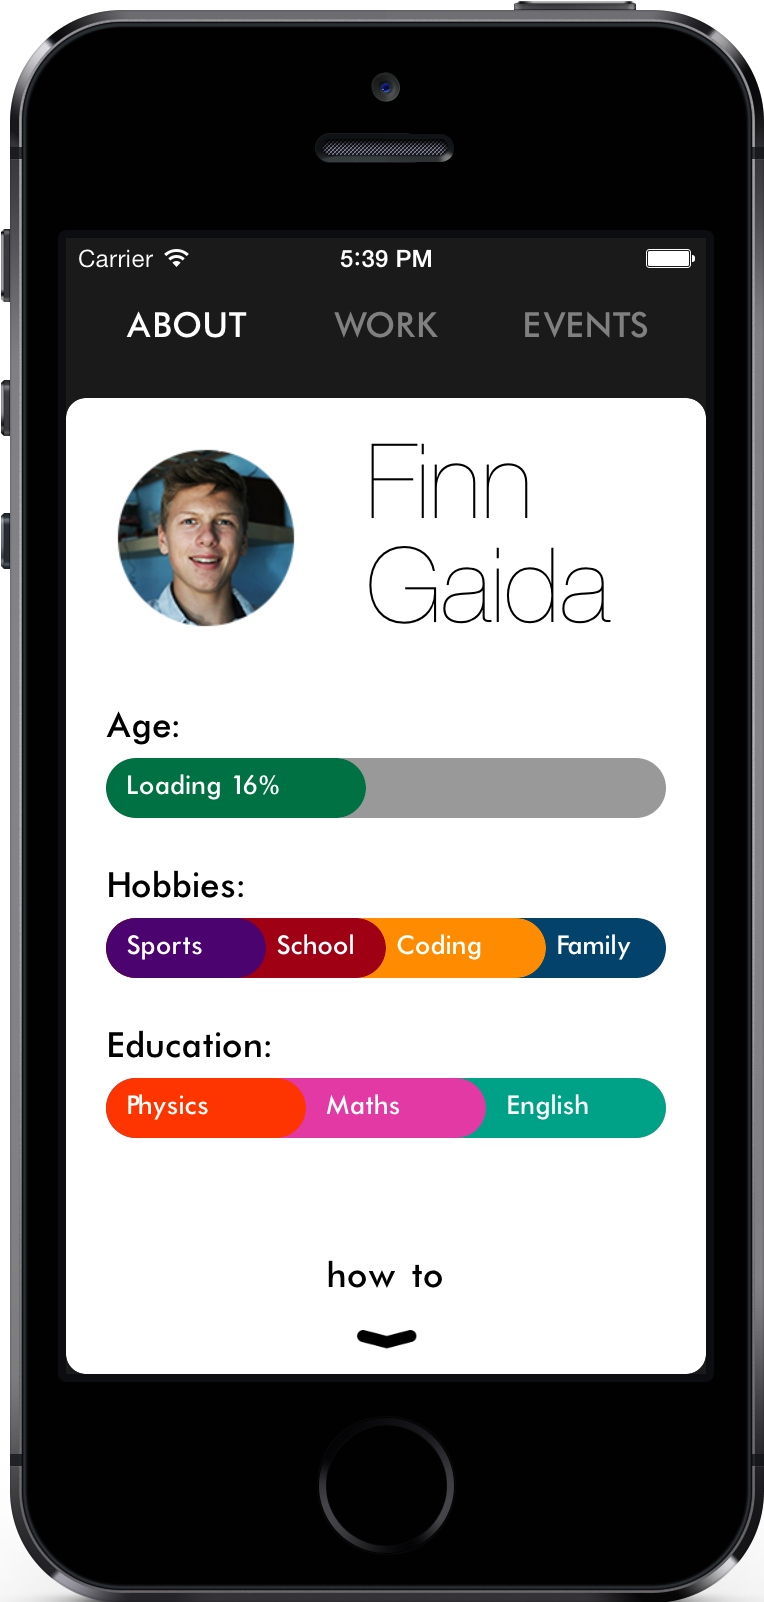 Carrier 5:39 PM
ABOUT WORK EVENTS
Finn
Gaida
Age:
Loading 16%
Hobbies:
Sports School Coding Family
Education:
Physics Maths English
how to